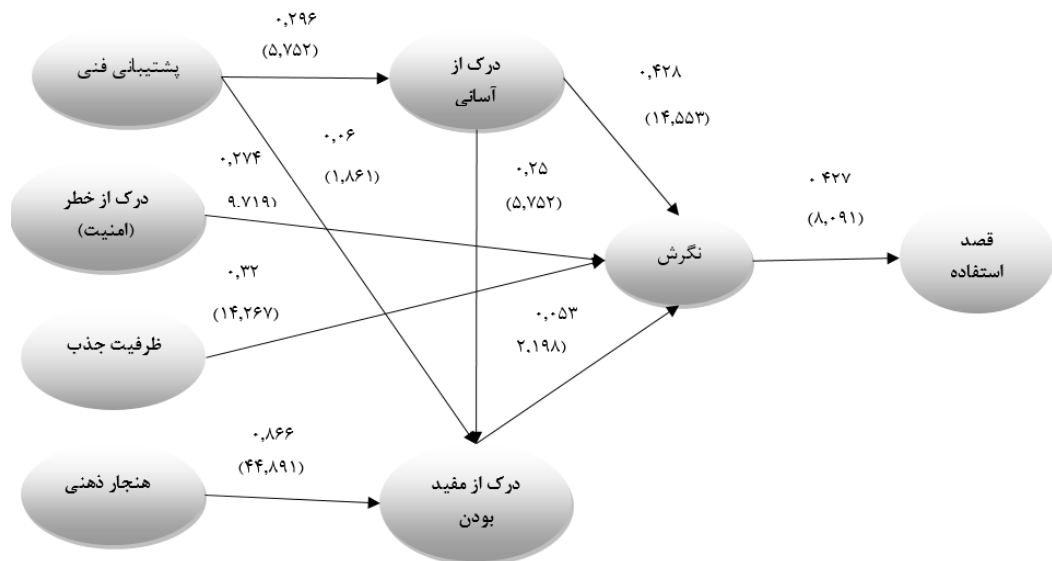 ۰,۲۹۶
(۵,۷۵۲)
پشتیبانی فنی
درک از
آسانی
۰,۴۲۸
(۱۴,۵۵۳)
۰,۰۶
(۱,۸۶۱)
۰,۲۷۴
۹.۷۱۹)
درک از خطر
(امنیت)
۰,۲۵
(۵,۷۵۲)
۰.۴۲۷
(۸,۰۹۱)
نگرش
قصد
استفاده
۰,۳۲
(۱۴,۲۶۷)
ظرفیت جذب
۰,۰۵۳
۲.۱۹۸)
۰,۸۶۶
(۴۴,۸۹۱)
هنجار ذهنی
درک از مفید
بودن